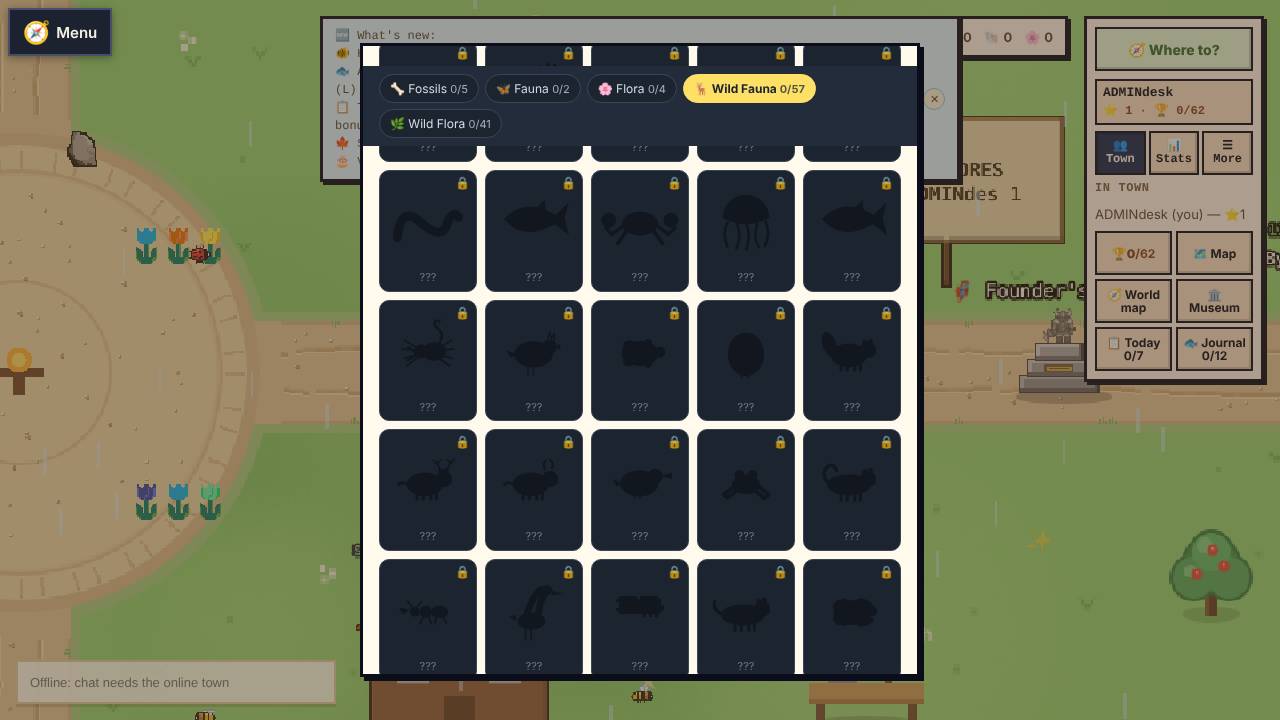 Menu
What's new:
(L)
bonu
Fossils 0/5
Fauna 0/2
Flora 0/4
Wild Fauna 0/57
Wild Flora 0/41
0 0 0
??? ??? ??? ??? ???
??? ??? ??? ??? ???
??? ??? ??? ??? ???
??? ??? ??? ??? ???
??? ??? ??? ??? ???
ORES
OMINdes 1
Founder's
Where to?
ADMINdesk
1 · 0/62
Town
Stats
More
IN TOWN
ADMINdesk (you) — 1
0/62
Map
World
map
Museum
Today
0/7
Journal
0/12
Offline: chat needs the online town